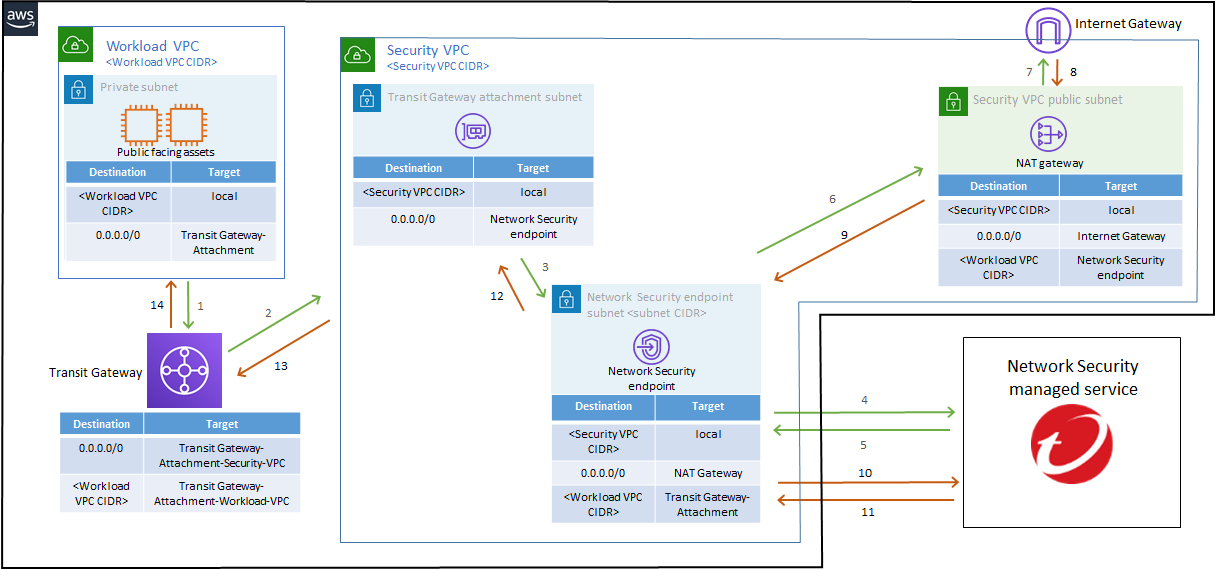 aws
Workload VPC
<Workload VPC CIDR>
Private subnet
Public facing assets
Destination Target
<Workload VPC
CIDR>
local
0.0.0.0/0
Transit Gateway-
Attachment
14
1
Transit Gateway
Destination Target
0.0.0.0/0
Transit Gateway-
Attachment-Security-VPC
<Workload
VPC CIDR>
Transit Gateway-
Attachment-Workload-VPC
2
13
Security VPC
<Security VPC CIDR>
Transit Gateway attachment subnet
Destination Target
<Security VPC CIDR> local
0.0.0.0/0
Network Security
endpoint
3
12
Network Security endpoint
subnet <subnet CIDR>
Network Security
endpoint
Destination Target
<Security VPC
CIDR>
local
0.0.0.0/0 NAT Gateway
<Workload VPC
CIDR>
Transit Gateway-
Attachment
6
9
Internet Gateway
7
8
Security VPC public subnet
NAT gateway
Destination Target
<Security VPC CIDR> local
0.0.0.0/0 Internet Gateway
<Workload VPC
CIDR>
Network Security
endpoint
4
5
10
11
Network Security
managed service